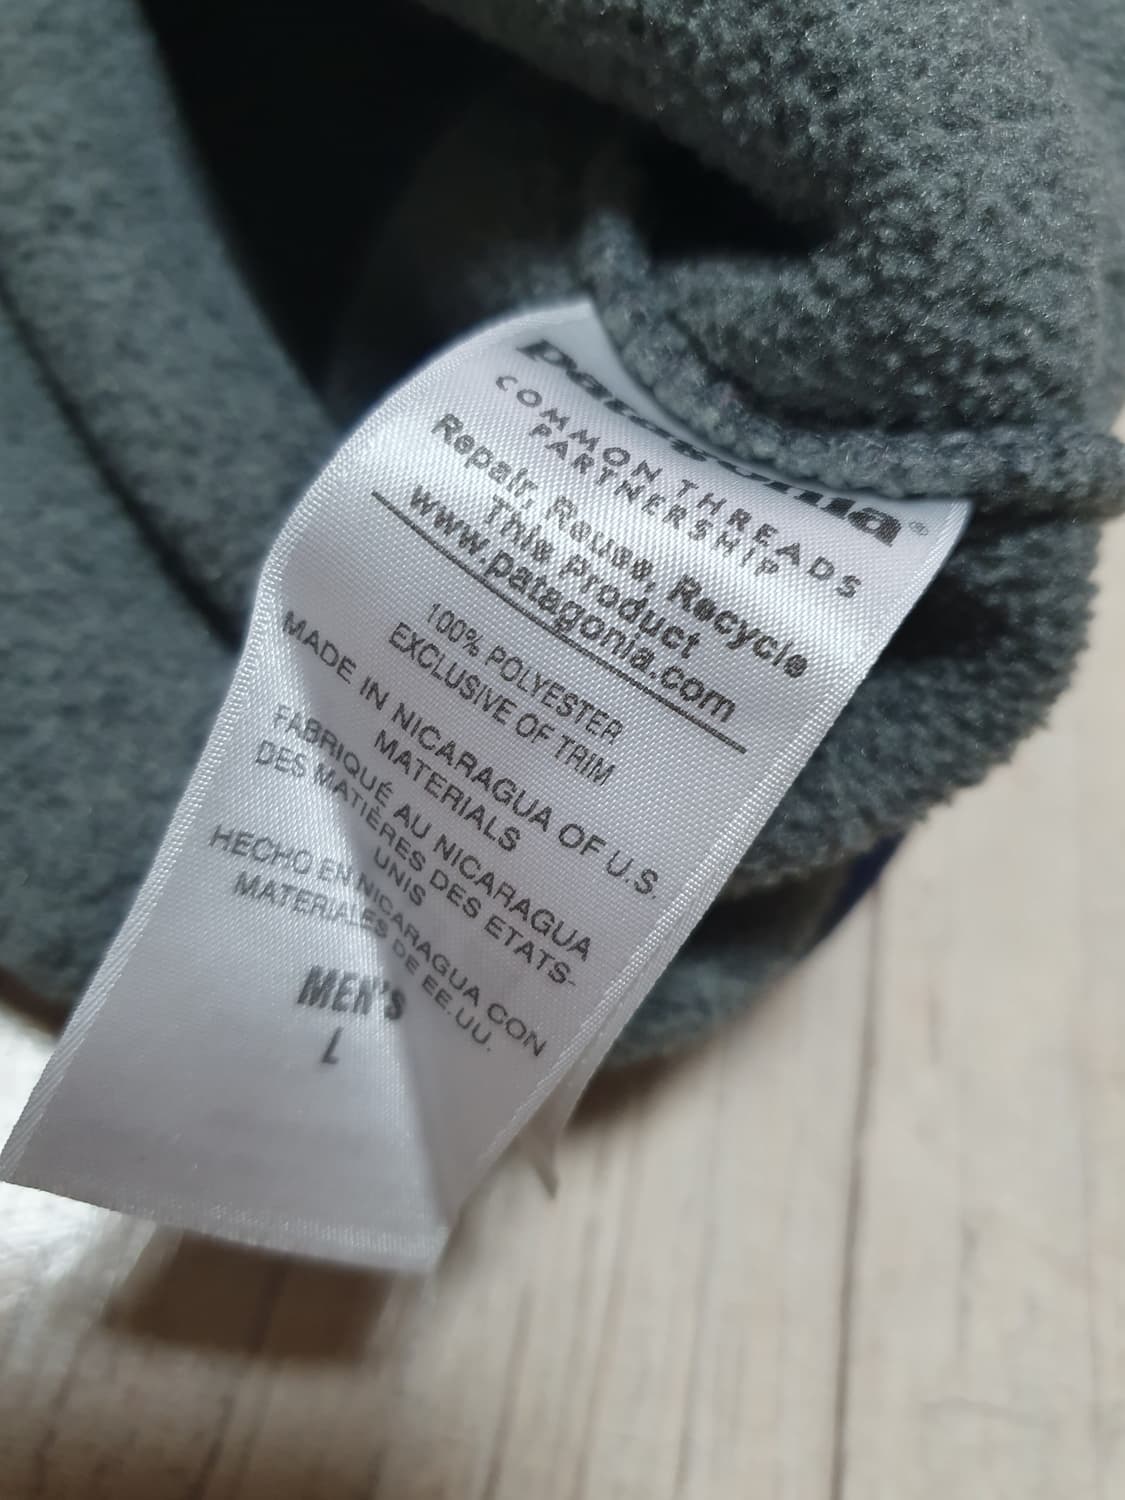 patagonia®
COMMON THREADS
PARTNERSHIP
Repair, Reuse, Recycle
This Product
www.patagonia.com
100% POLYESTER
EXCLUSIVE OF TRIM
MADE IN NICARAGUA OF U.S.
MATERIALS
FABRIQUÉ AU NICARAGUA
DES MATIÈRES DES ETATS-
UNIS
HECHO EN NICARAGUA CON
MATERIALES DE EE.UU.
MEN'S
L